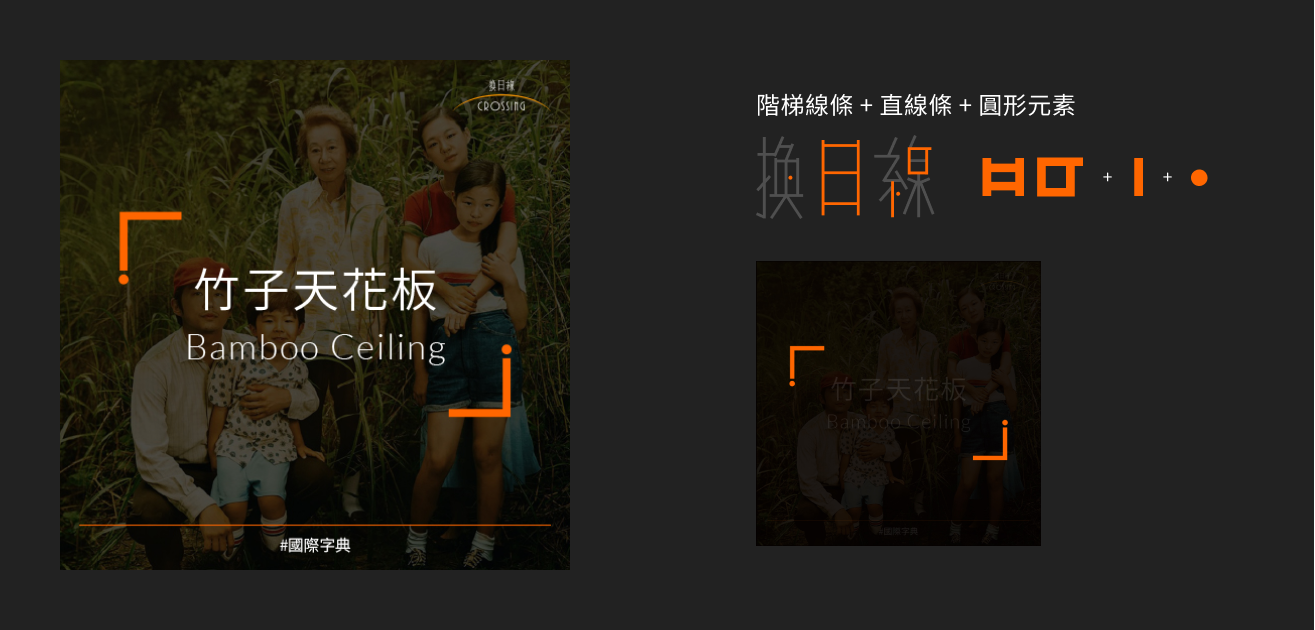 換日線
CROSSING
竹子天花板
Bamboo Ceiling
#國際字典
階梯線條 + 直線條 + 圓形元素
換日線
+ +
竹子天花板
Bamboo Ceiling
#國際字典